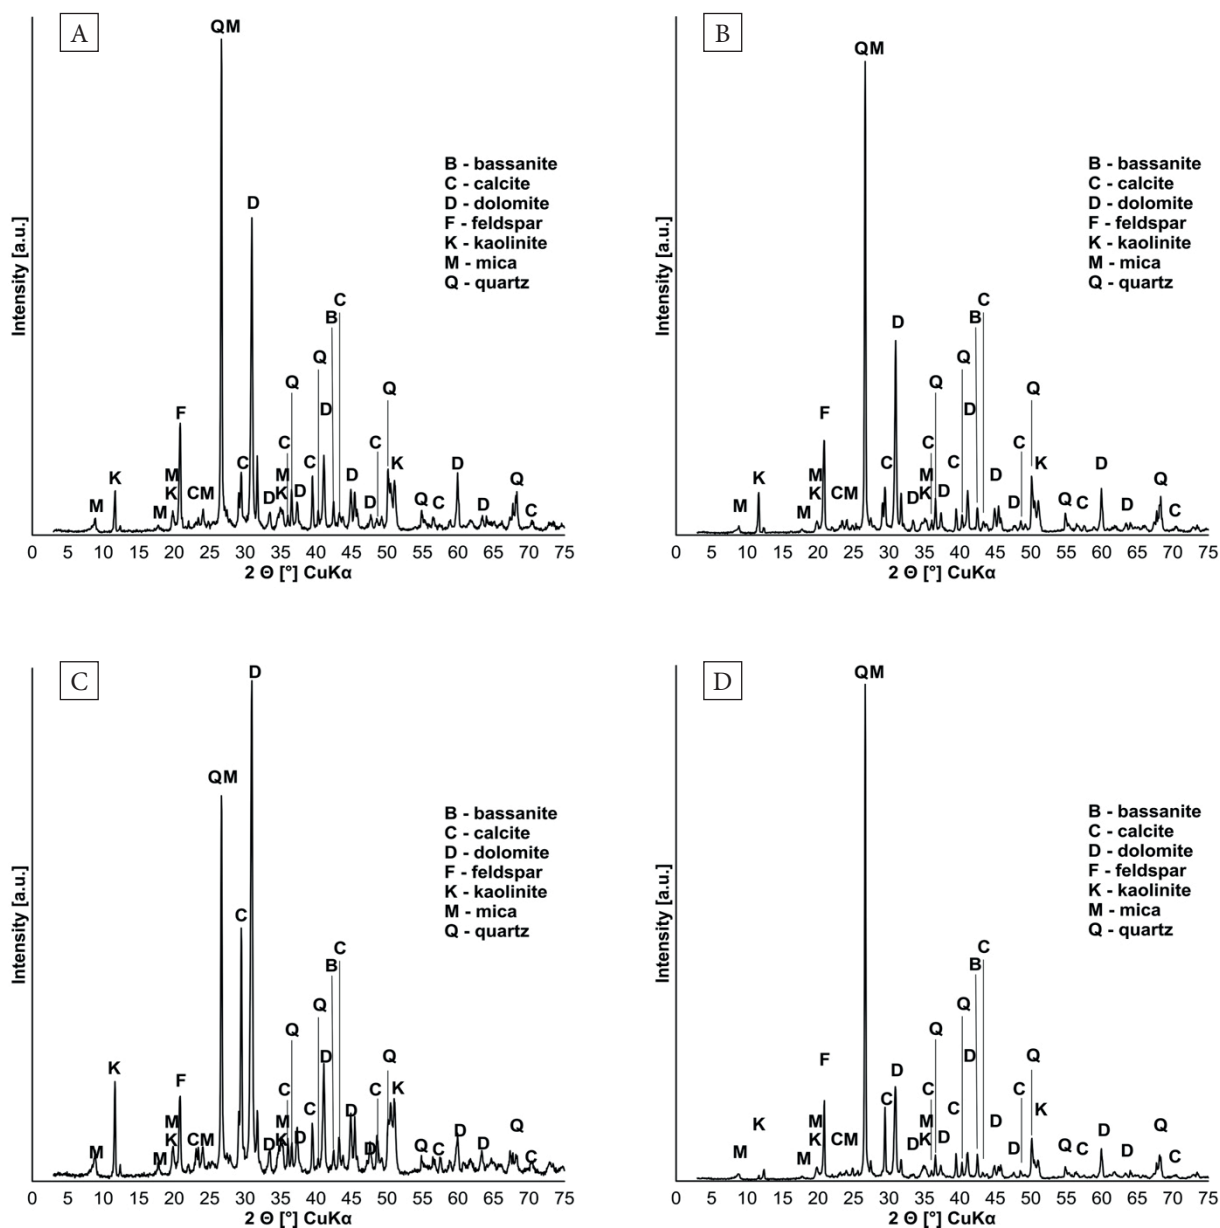 A
QM
D
B - bassanite
C - calcite
D - dolomite
F - feldspar
K - kaolinite
M - mica
Q - quartz
C
B
Q
Q
D
Q
F
K
M
K
M
M
CM
C
D
C
M
K
D
C
D
C
D
K
Q
C
D
D
Q
C
Intensity [a.u.]
0 5 10 15 20 25 30 35 40 45 50 55 60 65 70 75
2 Θ [°] CuKα
B
QM
D
B - bassanite
C - calcite
D - dolomite
F - feldspar
K - kaolinite
M - mica
Q - quartz
C
B
Q
Q
D
Q
F
K
M
K
M
M
CM
C
D
C
M
K
D
C
D
D
C
K
Q
C
D
D
Q
C
Intensity [a.u.]
0 5 10 15 20 25 30 35 40 45 50 55 60 65 70 75
2 Θ [°] CuKα
C
D
QM
C
B - bassanite
C - calcite
D - dolomite
F - feldspar
K - kaolinite
M - mica
Q - quartz
C
B
Q
Q
D
Q
K
F
M
K
M
M
CM
D
C
M
K
D
C
D
D
C
K
Q
C
D
D
Q
C
Intensity [a.u.]
0 5 10 15 20 25 30 35 40 45 50 55 60 65 70 75
2 Θ [°] CuKα
D
QM
B - bassanite
C - calcite
D - dolomite
F - feldspar
K - kaolinite
M - mica
Q - quartz
C
B
Q
Q
D
Q
F
D
C
K
M
K
M
M
CM
D
C
M
K
D
C
D
D
C
K
Q
C
D
D
Q
C
Intensity [a.u.]
0 5 10 15 20 25 30 35 40 45 50 55 60 65 70 75
2 Θ [°] CuKα